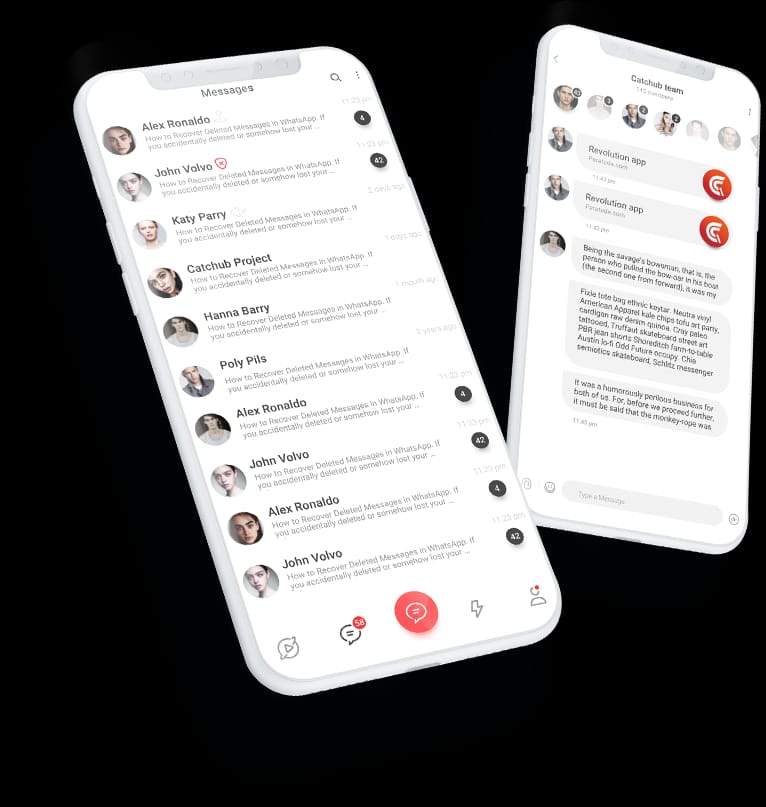 Messages
Alex Ronaldo
11:23 pm
How to Recover Deleted Messages in WhatsApp. If
you accidentally deleted or somehow lost your ...
4
John Volvo
11:23 pm
How to Recover Deleted Messages in WhatsApp. If
you accidentally deleted or somehow lost your ...
42
Katy Parry
2 days ago
How to Recover Deleted Messages in WhatsApp. If
you accidentally deleted or somehow lost your ...
Catchub Project
7 days ago
How to Recover Deleted Messages in WhatsApp. If
you accidentally deleted or somehow lost your ...
Hanna Barry
1 mounth ago
How to Recover Deleted Messages in WhatsApp. If
you accidentally deleted or somehow lost your ...
Poly Pils
2 years ago
How to Recover Deleted Messages in WhatsApp. If
you accidentally deleted or somehow lost your ...
Alex Ronaldo
11:23 pm
How to Recover Deleted Messages in WhatsApp. If
you accidentally deleted or somehow lost your ...
4
John Volvo
11:23 pm
How to Recover Deleted Messages in WhatsApp. If
you accidentally deleted or somehow lost your ...
42
Alex Ronaldo
11:23 pm
How to Recover Deleted Messages in WhatsApp. If
you accidentally deleted or somehow lost your ...
4
John Volvo
11:23 pm
How to Recover Deleted Messages in WhatsApp. If
you accidentally deleted or somehow lost your ...
42
58
Catchub team
145 members
2
2
Revolution app
Paratude.com
11:43 pm
Revolution app
Paratude.com
11:43 pm
Being the savage's bowsman, that is, the
person who pulled the bow-oar in his boat
(the second one from forward), it was my
Fixie tote bag ethnic keytar. Neutra vinyl
American Apparel kale chips tofu art party,
cardigan raw denim quinoa. Cray paleo
tattooed, Truffaut skateboard street art
PBR jean shorts Shoreditch farm-to-table
Austin lo-fi Odd Future occupy. Chia
semiotics skateboard, Schlitz messenger
It was a humorously perilous business for
both of us. For, before we proceed further,
it must be said that the monkey-rope was
11:45 pm
Type a Message